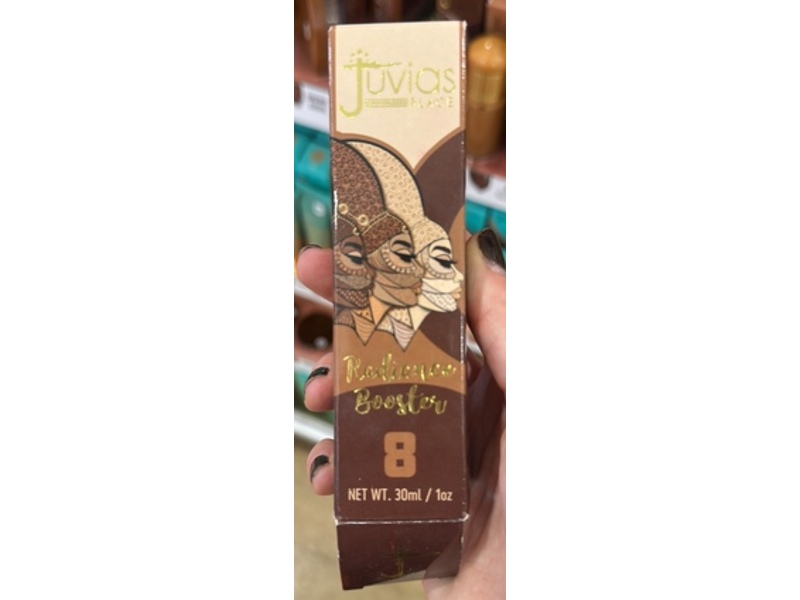 Juvias
PLACE
Radiance
Booster
8
NET WT. 30ml / 1oz